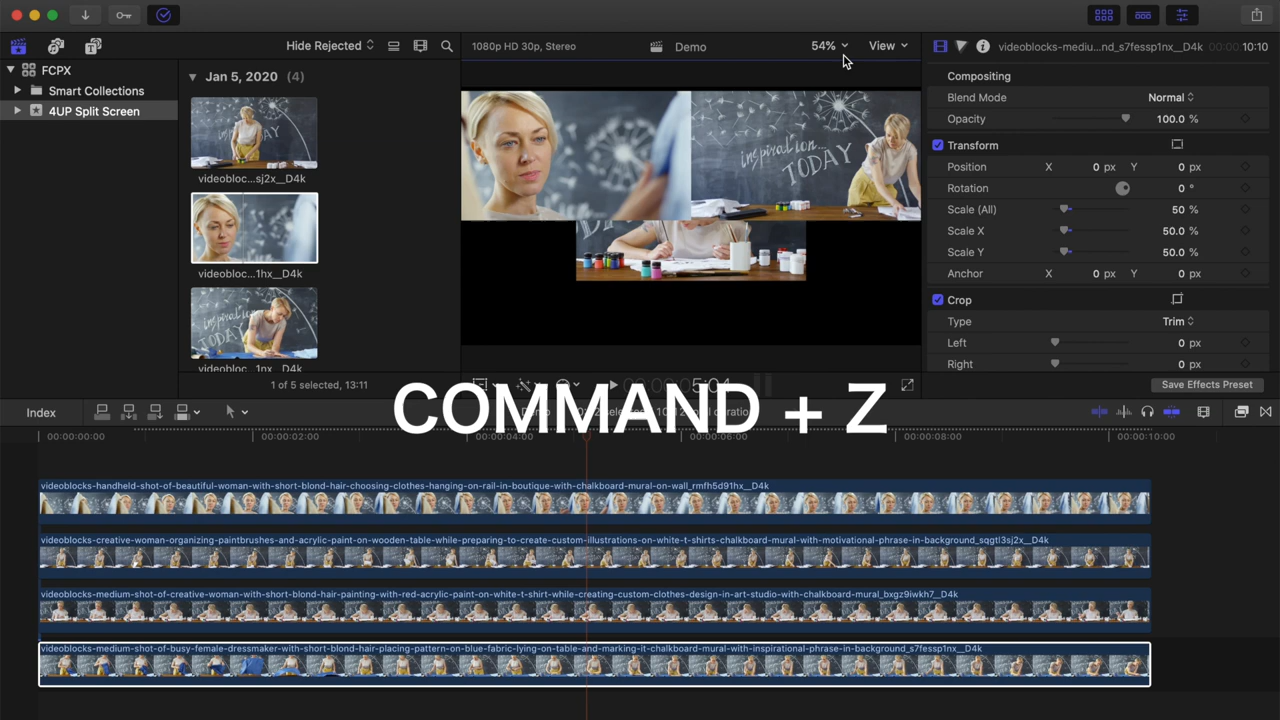 Hide Rejected
1080p HD 30p, Stereo
Demo
54%
View
videoblocks-mediu...nd_s7fessp1nx__D4k
00:00:10:10
FCPX
Smart Collections
4UP Split Screen
Jan 5, 2020 (4)
videobloc...sj2x__D4k
videobloc...1hx__D4k
videobloc...1nx__D4k
1 of 5 selected, 13:11
inspiration...
TODAY
Compositing
Blend Mode
Normal
Opacity
100.0 %
Transform
Position X 0 px Y 0 px
Rotation 0 °
Scale (All) 50 %
Scale X 50.0 %
Scale Y 50.0 %
Anchor X 0 px Y 0 px
Crop
Type Trim
Left 0 px
Right 0 px
Save Effects Preset
COMMAND + Z
Index
00:00:00:00
00:00:02:00
00:00:04:00
00:00:06:00
00:00:08:00
00:00:10:00
videoblocks-handheld-shot-of-beautiful-woman-with-short-blond-hair-choosing-clothes-hanging-on-rail-in-boutique-with-chalkboard-mural-on-wall_rmfh5d91hx__D4k
videoblocks-creative-woman-organizing-paintbrushes-and-acrylic-paint-on-wooden-table-while-preparing-to-create-custom-illustrations-on-white-t-shirts-chalkboard-mural-with-motivational-phrase-in-background_sqgtl3sj2x__D4k
videoblocks-medium-shot-of-creative-woman-with-short-blond-hair-painting-with-red-acrylic-paint-on-white-t-shirt-while-creating-custom-clothes-design-in-art-studio-with-chalkboard-mural_bxgz9iwkh7__D4k
videoblocks-medium-shot-of-busy-female-dressmaker-with-short-blond-hair-placing-pattern-on-blue-fabric-lying-on-table-and-marking-it-chalkboard-mural-with-inspirational-phrase-in-background_s7fessp1nx__D4k